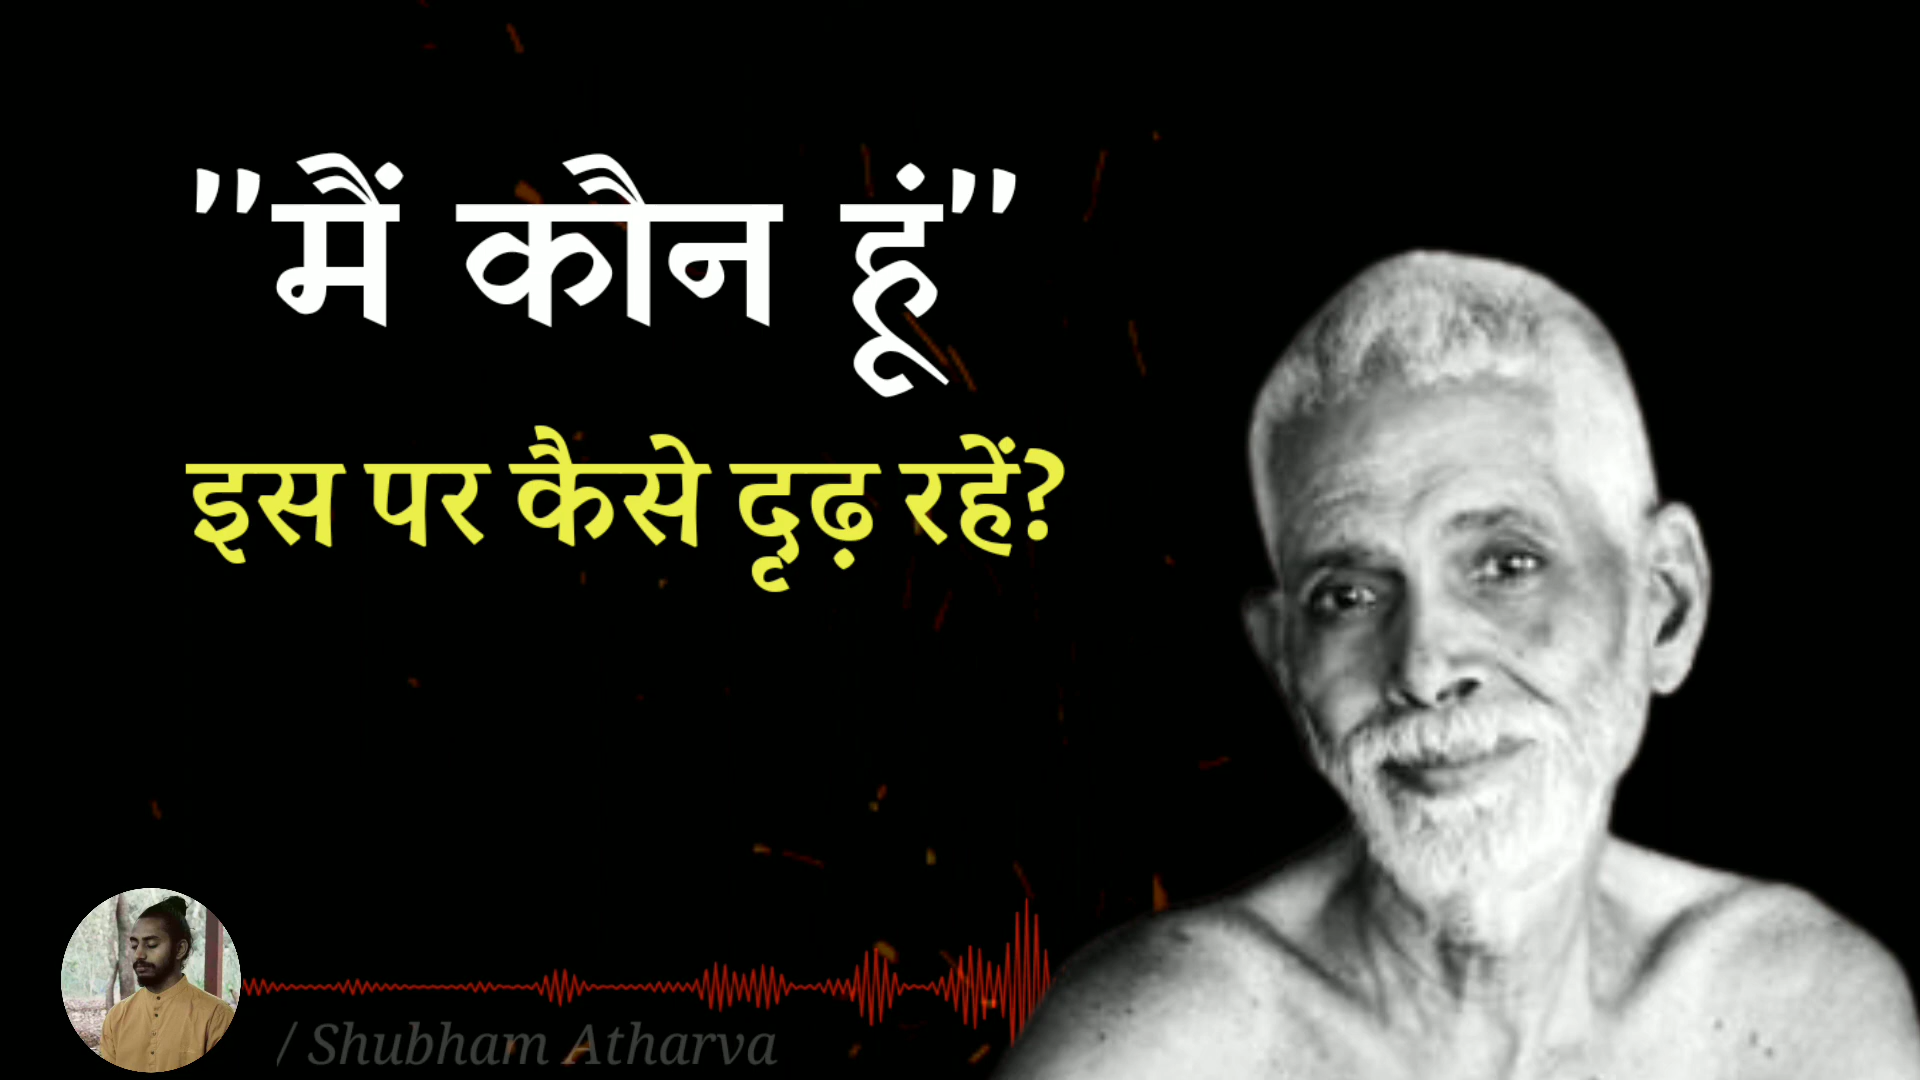 "मैं कौन हूं"
इस पर कैसे दृढ़ रहें?
/ Shubham Atharva